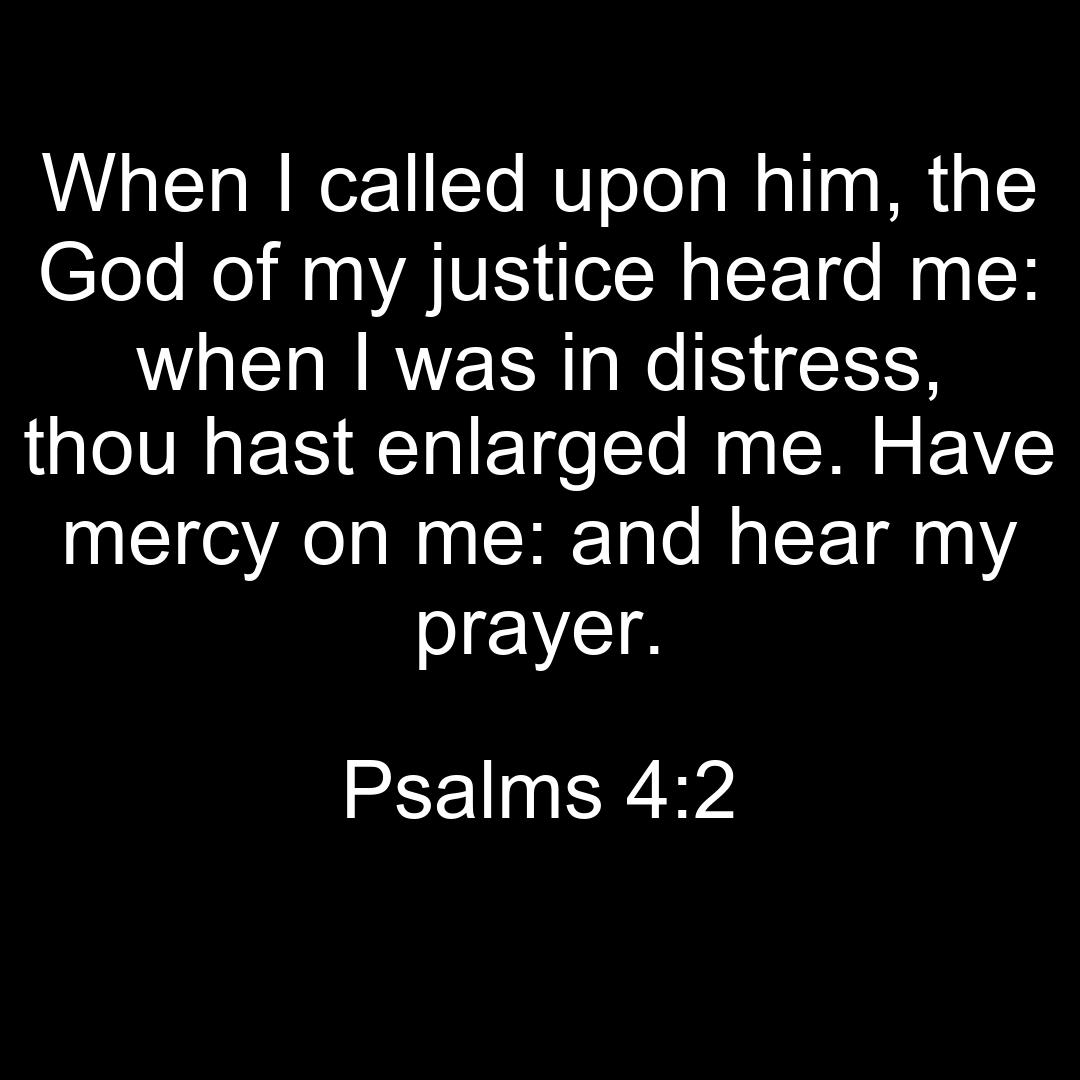 When I called upon him, the
God of my justice heard me:
when I was in distress,
thou hast enlarged me. Have
mercy on me: and hear my
prayer.
Psalms 4:2